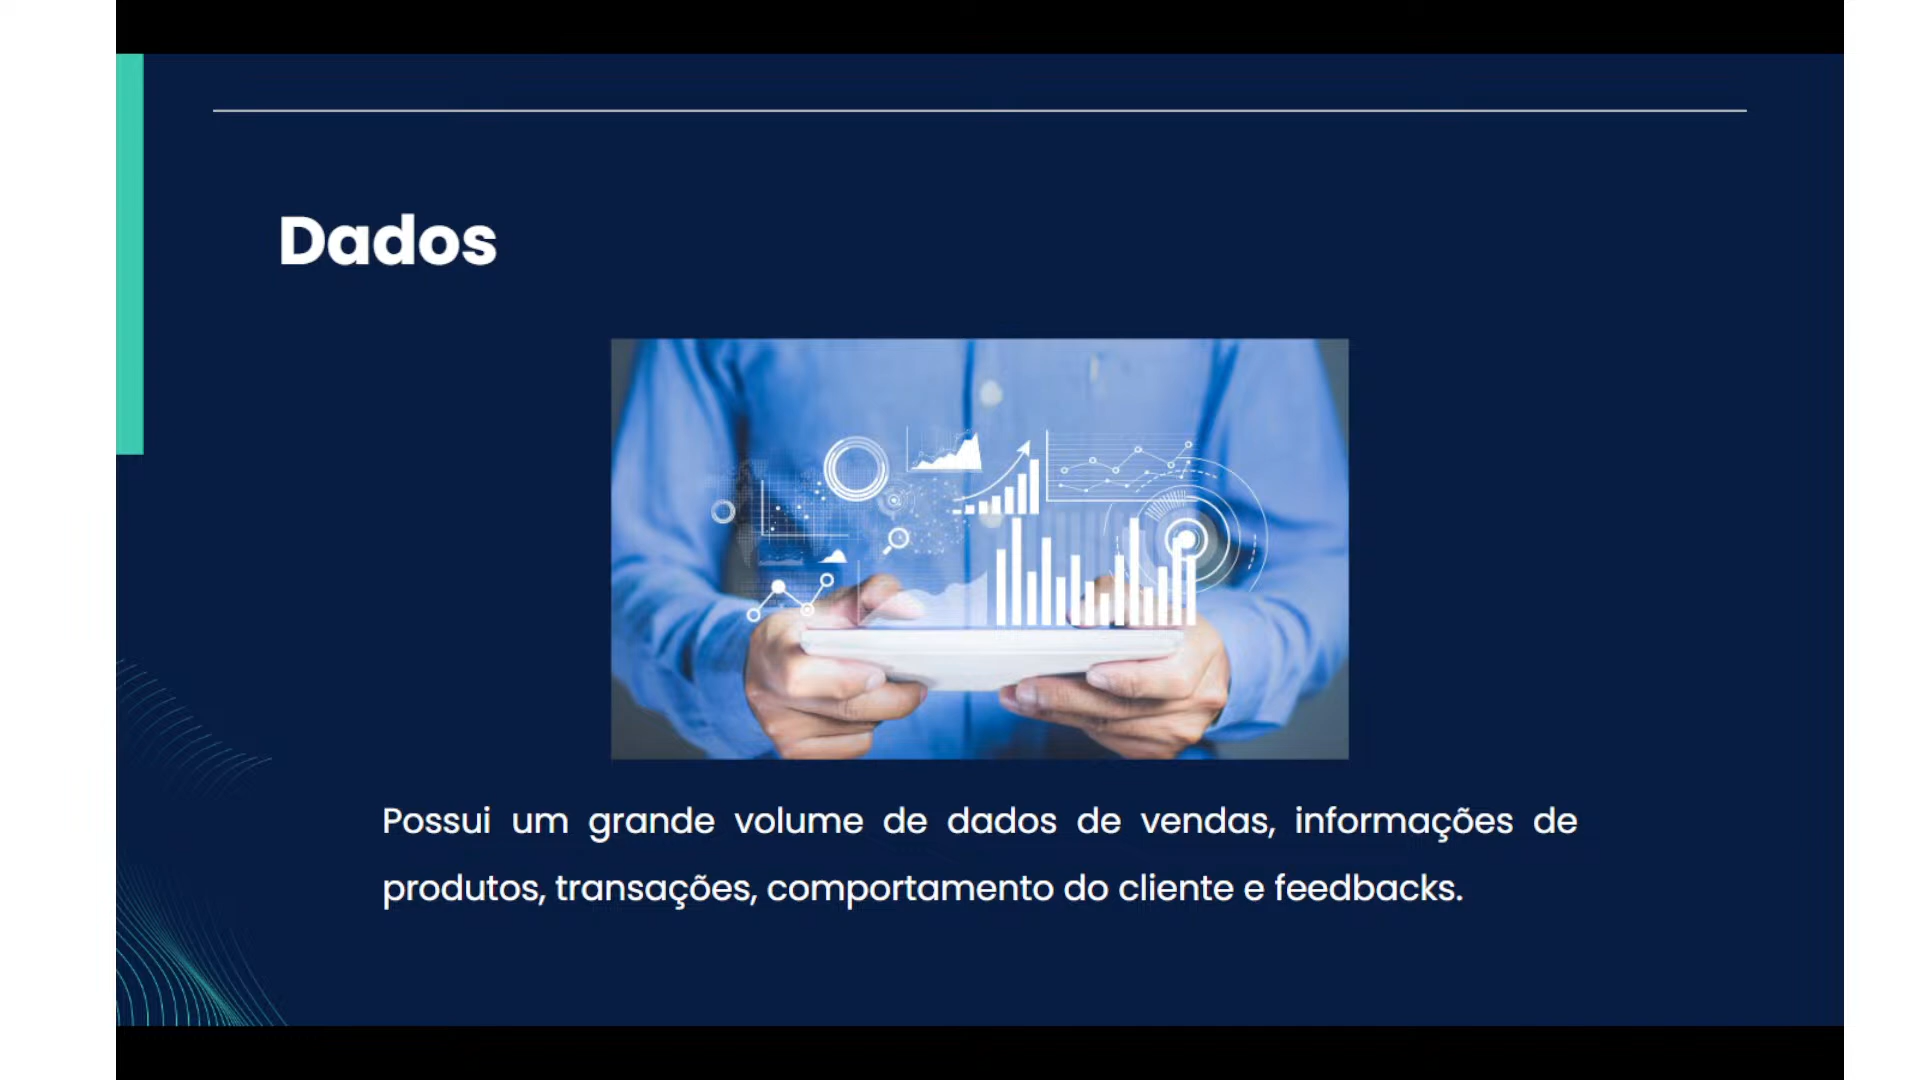 Dados
Possui um grande volume de dados de vendas, informações de
produtos, transações, comportamento do cliente e feedbacks.